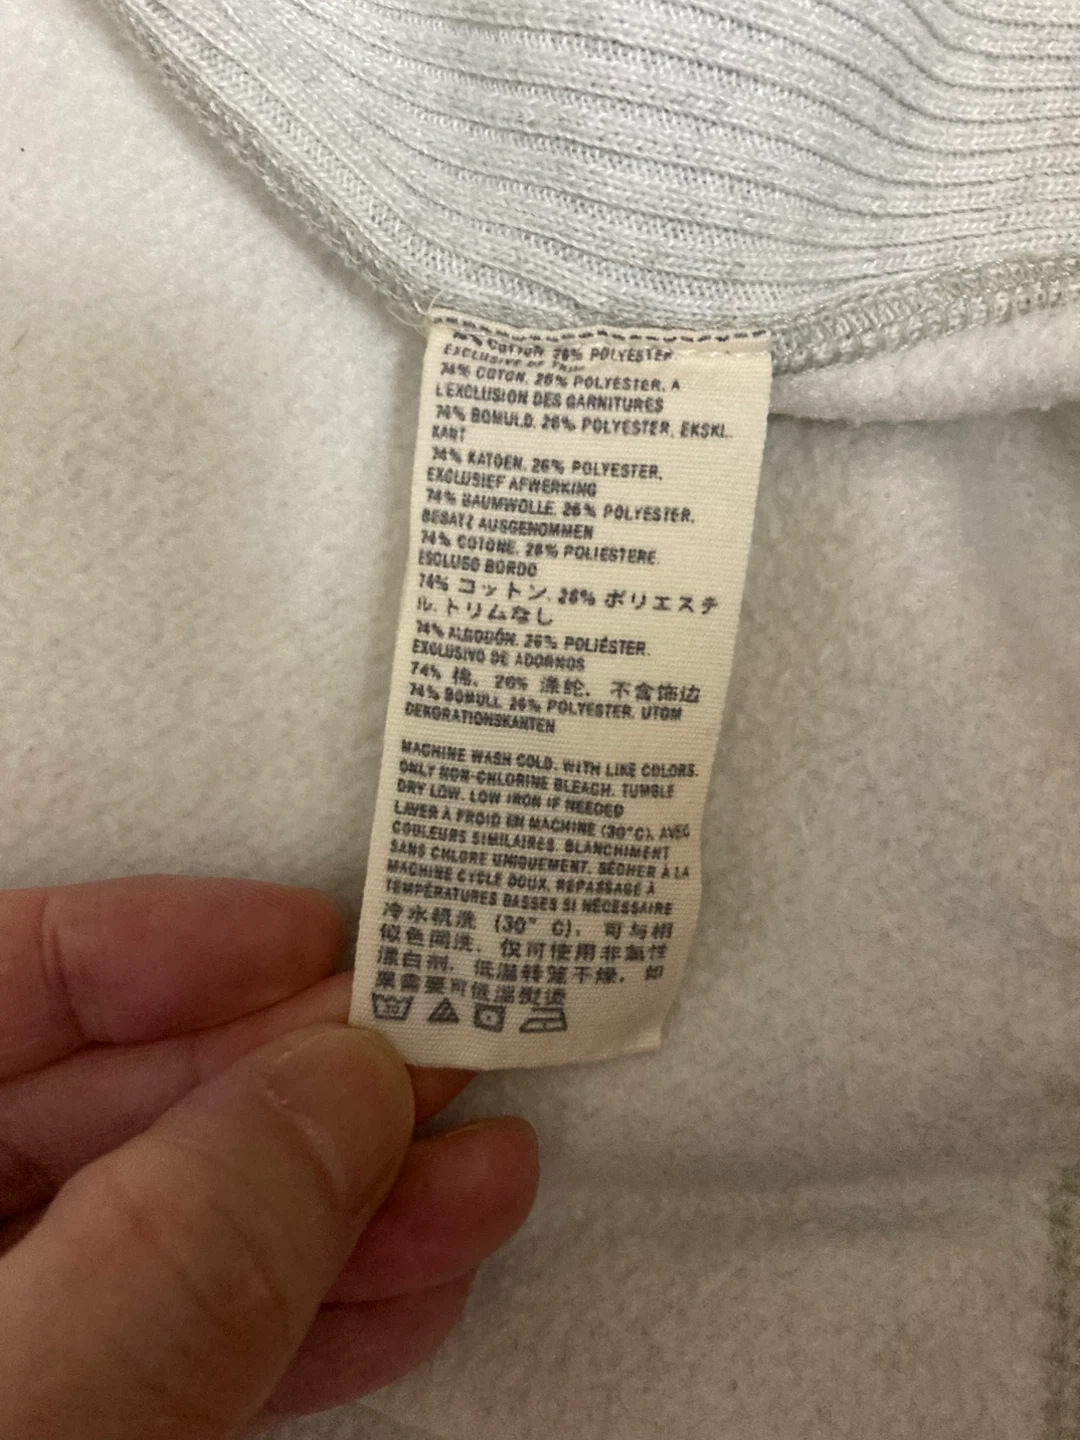 74% COTTON, 26% POLYESTER
EXCLUSIVE OF TRIM
74% COTON, 26% POLYESTER, A
L'EXCLUSION DES GARNITURES
74% BOMULD, 26% POLYESTER, EKSKL.
KANT
74% KATOEN, 26% POLYESTER,
EXCLUSIEF AFWERKING
74% BAUMWOLLE, 26% POLYESTER,
BESATZ AUSGENOMMEN
74% COTONE, 26% POLIESTERE.
ESCLUSO BORDO
74% コットン, 26% ポリエステ
ル,トリムなし
74% ALGODÓN, 26% POLIÉSTER.
EXCLUSIVO DE ADORNOS
74% 棉、26% 涤纶, 不含饰边
74% BOMULL, 26% POLYESTER, UTOM
DEKORATIONSKANTEN
MACHINE WASH COLD, WITH LIKE COLORS.
ONLY NON-CHLORINE BLEACH. TUMBLE
DRY LOW. LOW IRON IF NEEDED
LAVER À FROID EN MACHINE (30°C), AVEC
COULEURS SIMILAIRES. BLANCHIMENT
SANS CHLORE UNIQUEMENT. SÉCHER À LA
MACHINE CYCLE DOUX, REPASSAGE À
TEMPÉRATURES BASSES SI NÉCESSAIRE
冷水机洗 (30° C), 可与相
似色同洗, 仅可使用非氯性
漂白剂, 低温转笼干燥, 如
果需要可低温熨烫
30